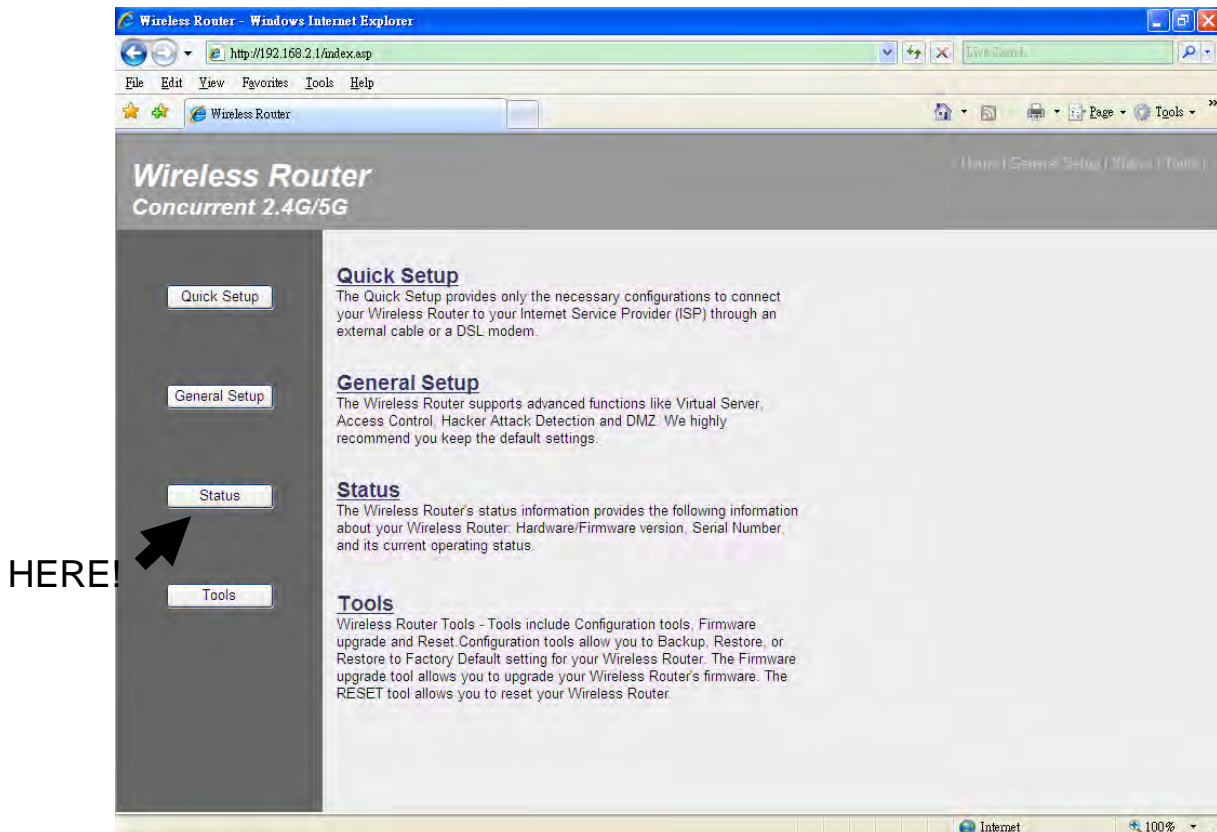 Wireless Router - Windows Internet Explorer
http://192.168.2.1/index.asp
Live Search
File Edit View Favorites Tools Help
Wireless Router
Page Tools
Wireless Router
Concurrent 2.4G/5G
| Home | General Setup | Status | Tools |
Quick Setup
Quick Setup
The Quick Setup provides only the necessary configurations to connect
your Wireless Router to your Internet Service Provider (ISP) through an
external cable or a DSL modem.
General Setup
General Setup
The Wireless Router supports advanced functions like Virtual Server,
Access Control, Hacker Attack Detection and DMZ. We highly
recommend you keep the default settings.
Status
Status
The Wireless Router's status information provides the following information
about your Wireless Router: Hardware/Firmware version, Serial Number,
and its current operating status.
HERE!
Tools
Tools
Wireless Router Tools - Tools include Configuration tools, Firmware
upgrade and Reset.Configuration tools allow you to Backup, Restore, or
Restore to Factory Default setting for your Wireless Router. The Firmware
upgrade tool allows you to upgrade your Wireless Router's firmware. The
RESET tool allows you to reset your Wireless Router.
Internet 100%